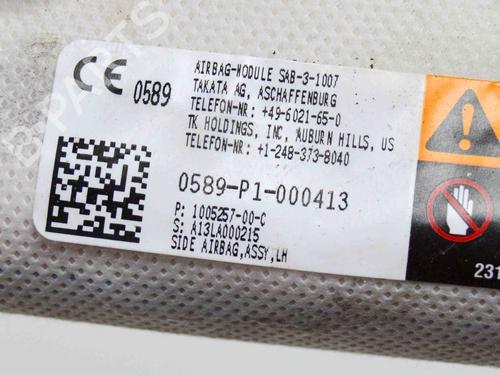 CE 0589
AIRBAG-MODULE SAB-3-1007
TAKATA AG, ASCHAFFENBURG
TELEFON-NR: +49-6021-65-0
TK HOLDINGS, INC, AUBURN HILLS, US
TELEFON-NR: +1-248-373-8040
0589-P1-000413
P: 1005257-00-C
S: A13LA000215
SIDE AIRBAG,ASSY,LH
231